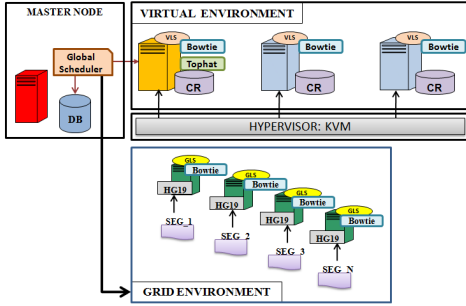 MASTER NODE
Global
Scheduler
DB
VIRTUAL ENVIRONMENT
VLS
Bowtie
Tophat
CR
VLS
Bowtie
CR
VLS
Bowtie
CR
HYPERVISOR: KVM
GLS
Bowtie
HG19
SEG_1
GLS
Bowtie
HG19
SEG_2
GLS
Bowtie
HG19
SEG_3
GLS
Bowtie
HG19
SEG_N
GRID ENVIRONMENT